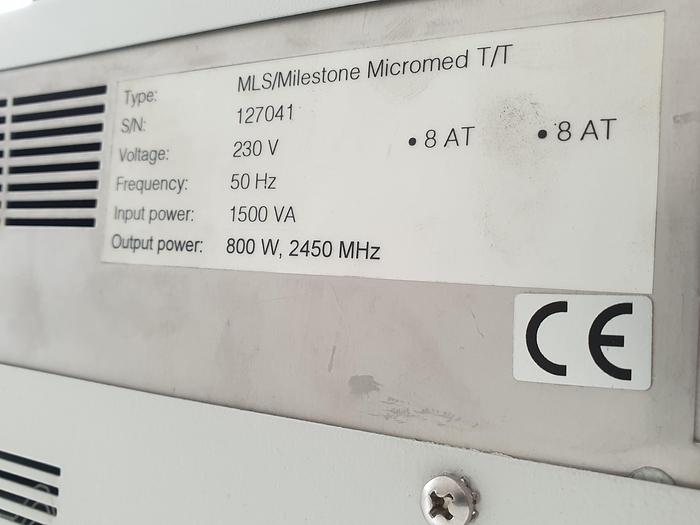 Type: MLS/Milestone Micromed T/T
S/N: 127041
Voltage: 230 V • 8 AT • 8 AT
Frequency: 50 Hz
Input power: 1500 VA
Output power: 800 W, 2450 MHz
CE